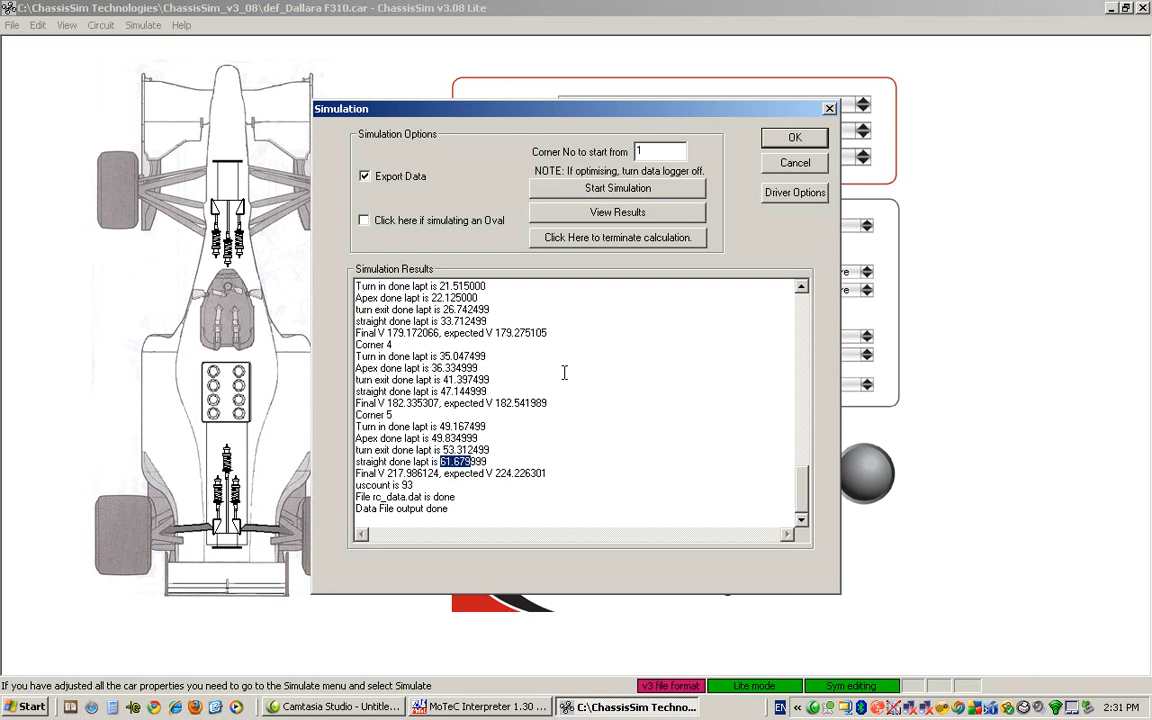 C:\ChassisSim Technologies\ChassisSim_v3_08\def_Dallara F310.car - ChassisSim v3.08 Lite
File Edit View Circuit Simulate Help
Simulation
Simulation Options
Corner No to start from 1
NOTE: If optimising, turn data logger off.
Export Data
Start Simulation
Click here if simulating an Oval
View Results
Click Here to terminate calculation.
OK
Cancel
Driver Options
Simulation Results
Turn in done lapt is 21.515000
Apex done lapt is 22.125000
turn exit done lapt is 26.742499
straight done lapt is 33.712499
Final V 179.172066, expected V 179.275105
Corner 4
Turn in done lapt is 35.047499
Apex done lapt is 36.334999
turn exit done lapt is 41.397499
straight done lapt is 47.144999
Final V 182.335307, expected V 182.541989
Corner 5
Turn in done lapt is 49.167499
Apex done lapt is 49.834999
turn exit done lapt is 53.312499
straight done lapt is 61.679999
Final V 217.986124, expected V 224.226301
uscount is 93
File rc_data.dat is done
Data File output done
If you have adjusted all the car properties you need to go to the Simulate menu and select Simulate
v3 file format
Lite mode
Sym editing
Start
Camtasia Studio - Untitle...
MoTeC Interpreter 1.30 ...
C:\ChassisSim Techno...
EN
2:31 PM